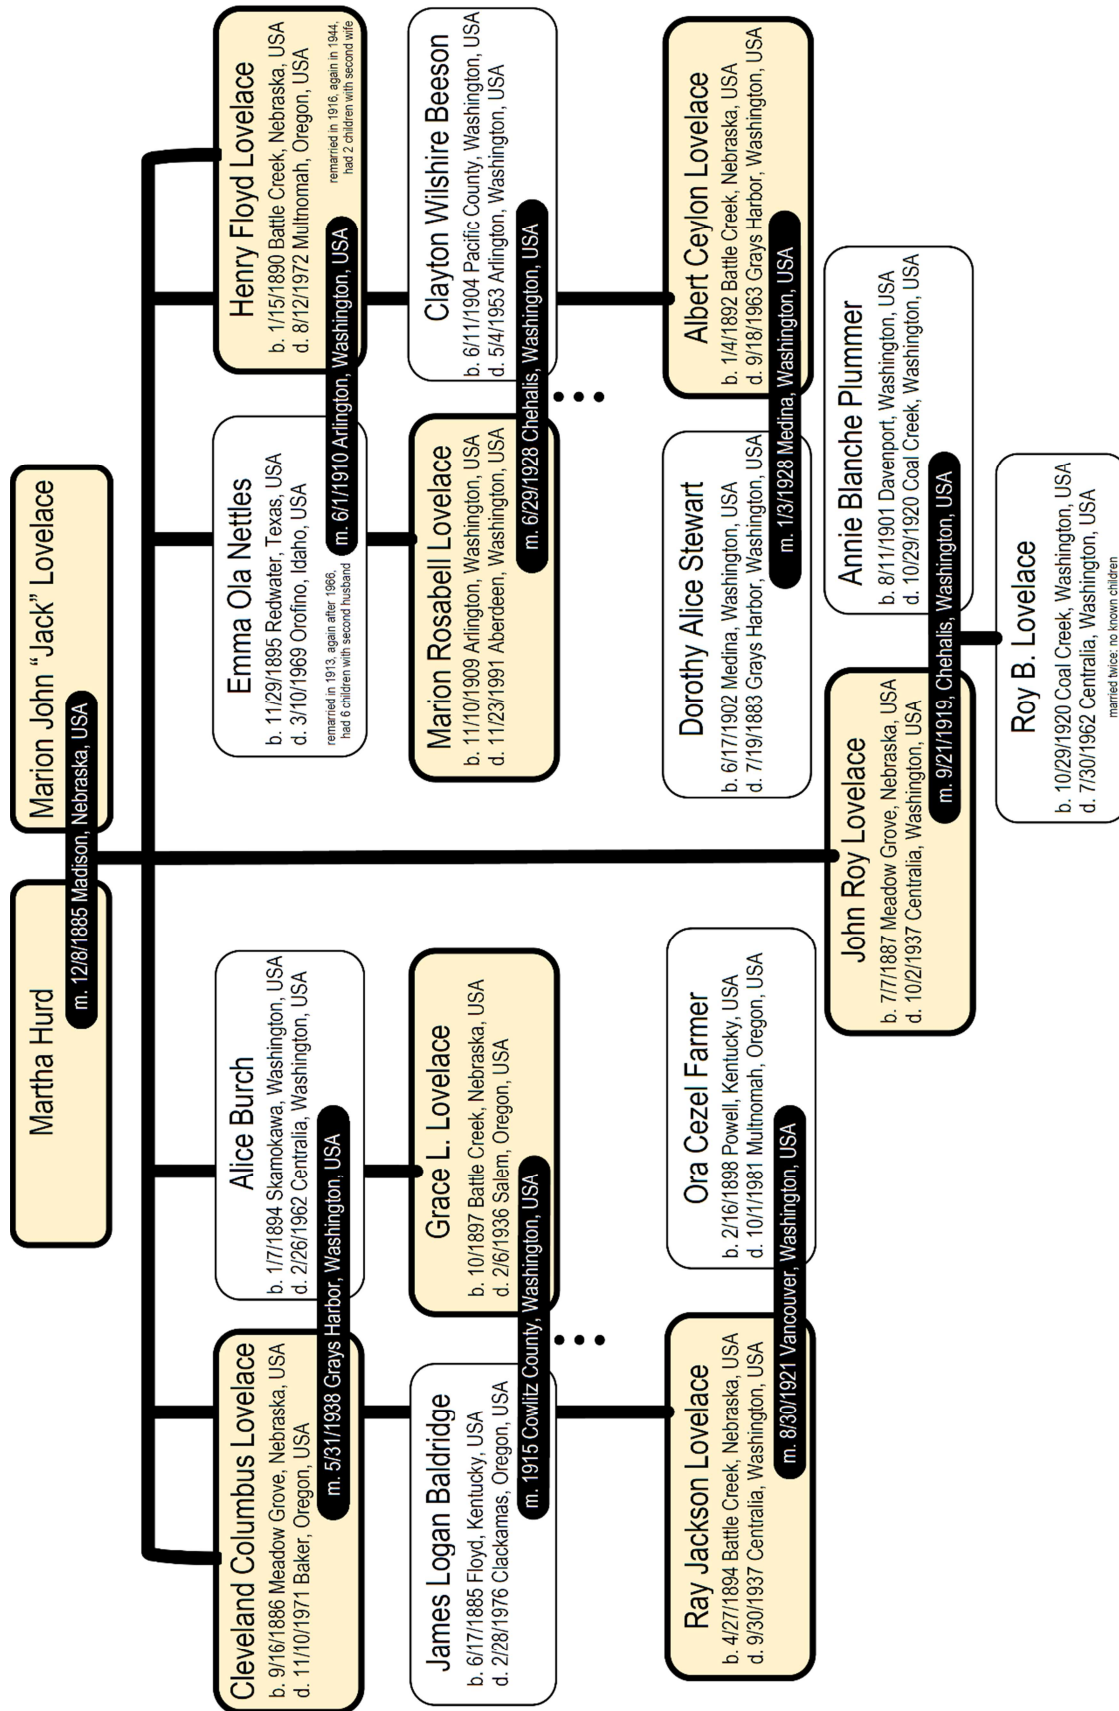 Martha Hurd
Marion John "Jack" Lovelace
m. 12/8/1885 Madison, Nebraska, USA
Cleveland Columbus Lovelace
b. 9/16/1886 Meadow Grove, Nebraska, USA
d. 11/10/1971 Baker, Oregon, USA
Alice Burch
b. 1/7/1894 Skamokawa, Washington, USA
d. 2/26/1962 Centralia, Washington, USA
m. 5/31/1938 Grays Harbor, Washington, USA
Emma Ola Nettles
b. 11/29/1895 Redwater, Texas, USA
d. 3/10/1969 Orofino, Idaho, USA
remarried in 1913, again after 1966,
had 6 children with second husband
Henry Floyd Lovelace
b. 1/15/1890 Battle Creek, Nebraska, USA
d. 8/12/1972 Multnomah, Oregon, USA
remarried in 1916, again in 1944,
had 2 children with second wife
m. 6/1/1910 Arlington, Washington, USA
James Logan Baldridge
b. 6/17/1885 Floyd, Kentucky, USA
d. 2/28/1976 Clackamas, Oregon, USA
Grace L. Lovelace
b. 10/1897 Battle Creek, Nebraska, USA
d. 2/6/1936 Salem, Oregon, USA
m. 1915 Cowlitz County, Washington, USA
Marion Rosabell Lovelace
b. 11/10/1909 Arlington, Washington, USA
d. 11/23/1991 Aberdeen, Washington, USA
Clayton Wilshire Beeson
b. 6/11/1904 Pacific County, Washington, USA
d. 5/4/1953 Arlington, Washington, USA
m. 6/29/1928 Chehalis, Washington, USA
Ray Jackson Lovelace
b. 4/27/1894 Battle Creek, Nebraska, USA
d. 9/30/1937 Centralia, Washington, USA
Ora Cezel Farmer
b. 2/16/1898 Powell, Kentucky, USA
d. 10/1/1981 Multnomah, Oregon, USA
m. 8/30/1921 Vancouver, Washington, USA
Dorothy Alice Stewart
b. 6/17/1902 Medina, Washington, USA
d. 7/19/1883 Grays Harbor, Washington, USA
Albert Ceylon Lovelace
b. 1/4/1892 Battle Creek, Nebraska, USA
d. 9/18/1963 Grays Harbor, Washington, USA
m. 1/3/1928 Medina, Washington, USA
John Roy Lovelace
b. 7/7/1887 Meadow Grove, Nebraska, USA
d. 10/2/1937 Centralia, Washington, USA
Annie Blanche Plummer
b. 8/11/1901 Davenport, Washington, USA
d. 10/29/1920 Coal Creek, Washington, USA
m. 9/21/1919, Chehalis, Washington, USA
Roy B. Lovelace
b. 10/29/1920 Coal Creek, Washington, USA
d. 7/30/1962 Centralia, Washington, USA
married twice; no known children